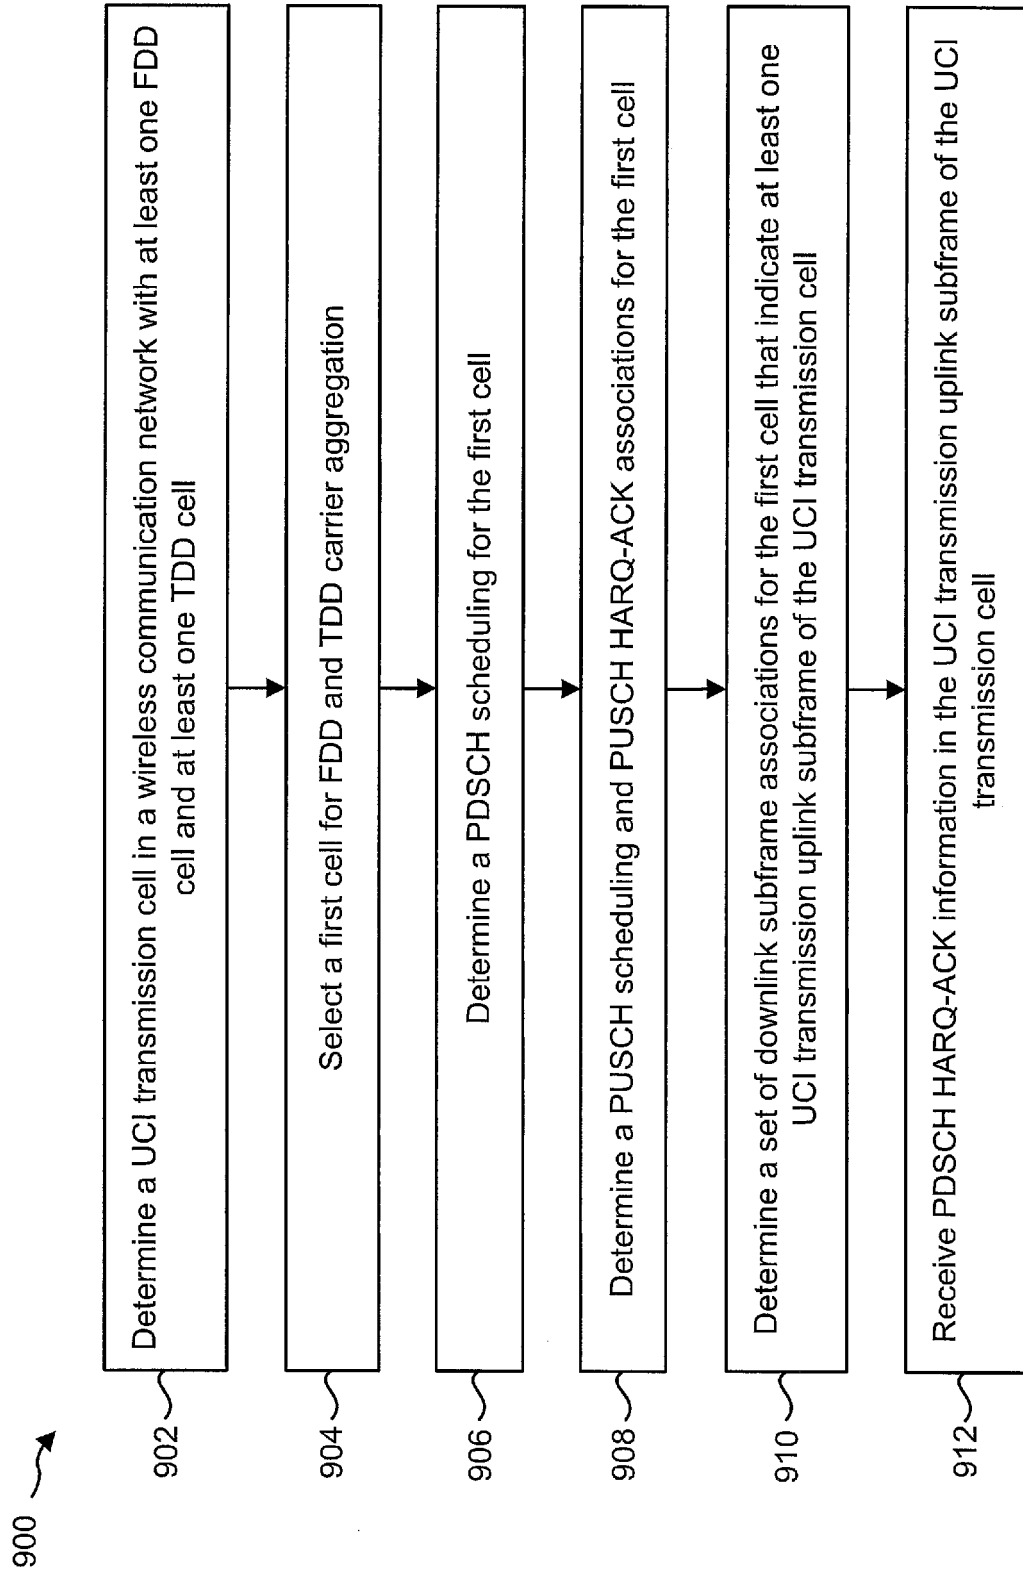 900
902
Determine a UCI transmission cell in a wireless communication network with at least one FDD
cell and at least one TDD cell
904
Select a first cell for FDD and TDD carrier aggregation
906
Determine a PDSCH scheduling for the first cell
908
Determine a PUSCH scheduling and PUSCH HARQ-ACK associations for the first cell
910
Determine a set of downlink subframe associations for the first cell that indicate at least one
UCI transmission uplink subframe of the UCI transmission cell
912
Receive PDSCH HARQ-ACK information in the UCI transmission uplink subframe of the UCI
transmission cell